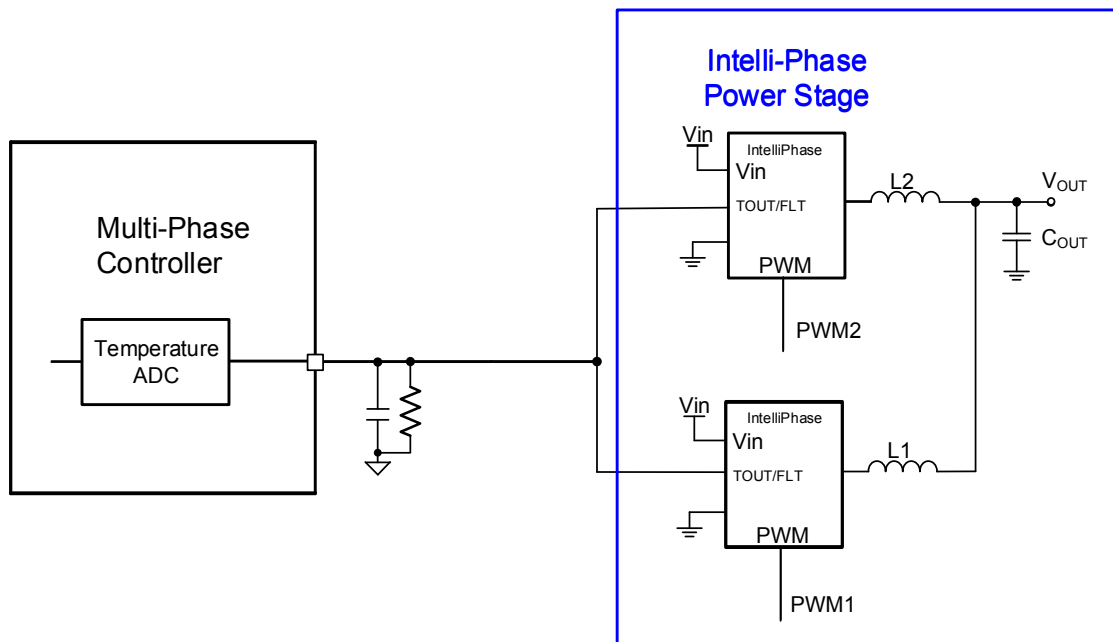 Intelli-Phase
Power Stage
Multi-Phase
Controller
Temperature
ADC
Vin
IntelliPhase
Vin
TOUT/FLT
PWM
PWM2
L2
VOUT
COUT
Vin
IntelliPhase
Vin
TOUT/FLT
PWM
PWM1
L1